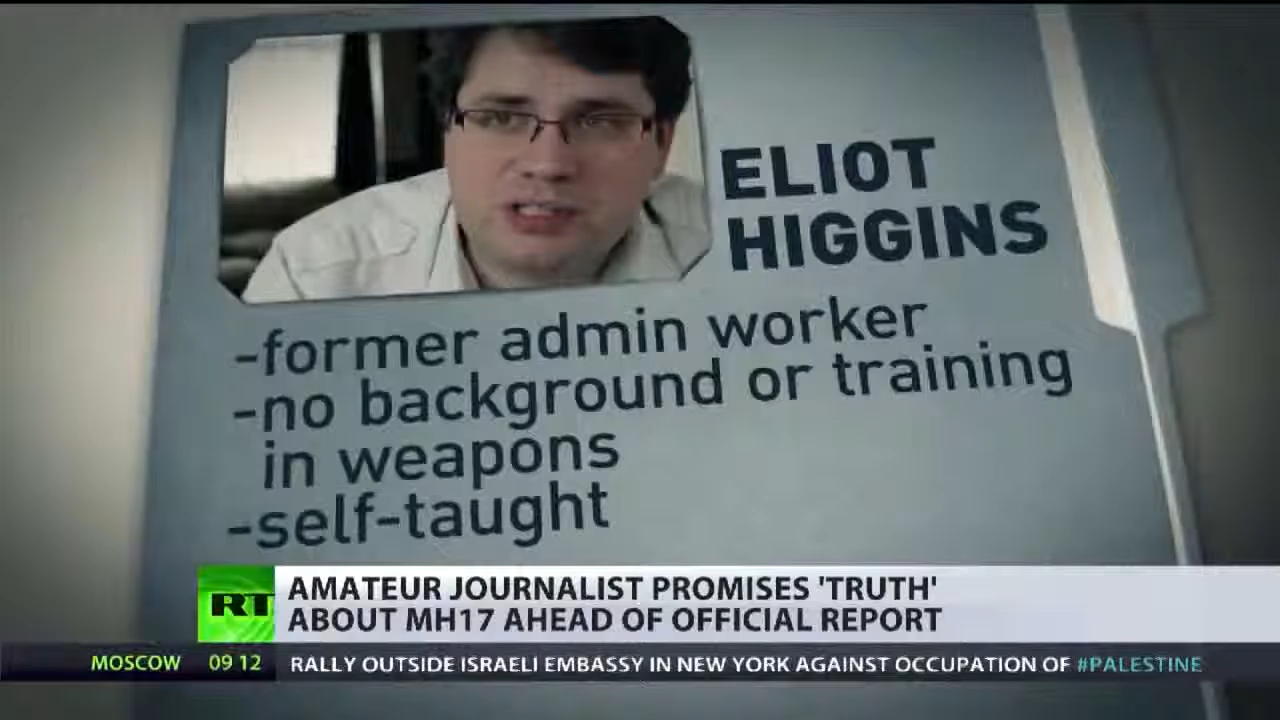 ELIOT
HIGGINS
-former admin worker
-no background or training
in weapons
-self-taught
RT
AMATEUR JOURNALIST PROMISES 'TRUTH'
ABOUT MH17 AHEAD OF OFFICIAL REPORT
MOSCOW 09 12 RALLY OUTSIDE ISRAELI EMBASSY IN NEW YORK AGAINST OCCUPATION OF #PALESTINE